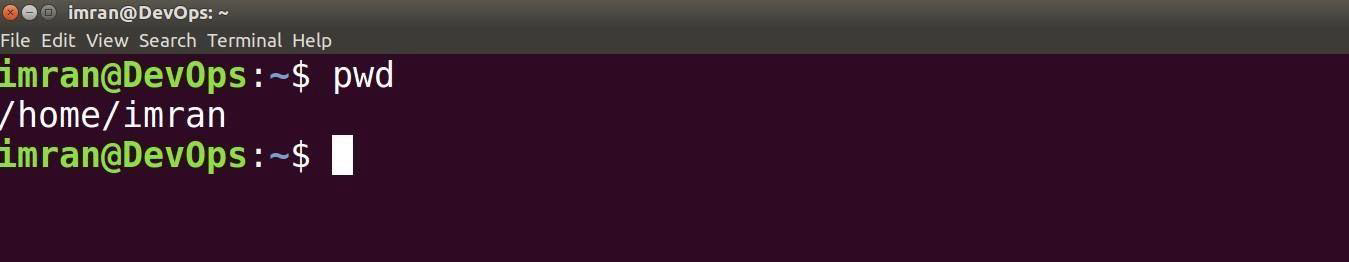 imran@DevOps: ~
File Edit View Search Terminal Help
imran@DevOps:~$ pwd
/home/imran
imran@DevOps:~$